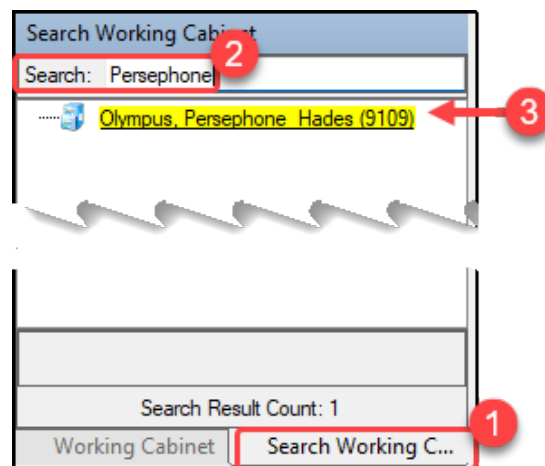 Search Working Cabinet
2
Search: Persephone
Olympus, Persephone Hades (9109)
3
Search Result Count: 1
1
Working Cabinet
Search Working C...